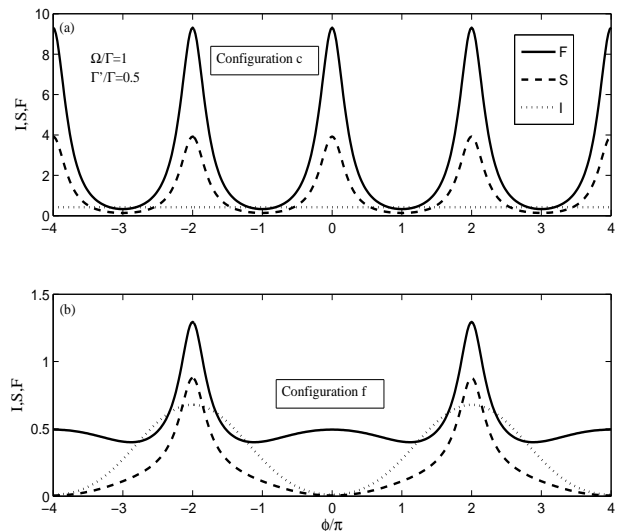 (a)
Ω/Γ=1
Γ'/Γ=0.5
Configuration c
F
S
I
I,S,F
10
8
6
4
2
0
−4 −3 −2 −1 0 1 2 3 4
(b)
Configuration f
I,S,F
1.5
1
0.5
0
−4 −3 −2 −1 0 1 2 3 4
ϕ/π